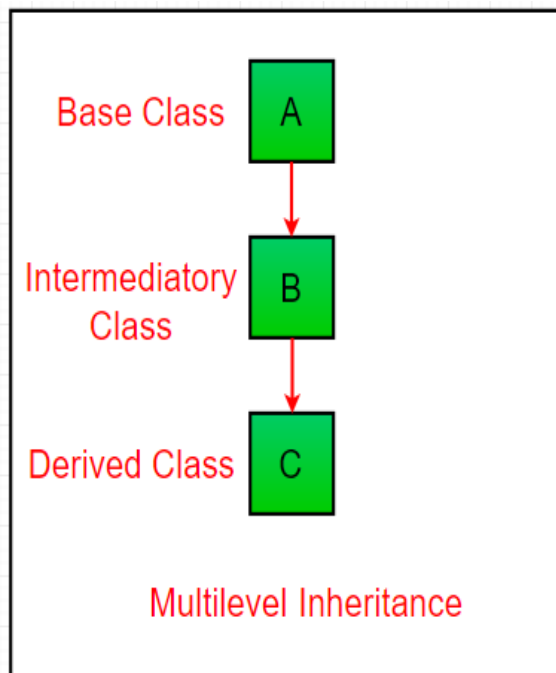 Base Class
A
Intermediatory
Class
B
Derived Class
C
Multilevel Inheritance